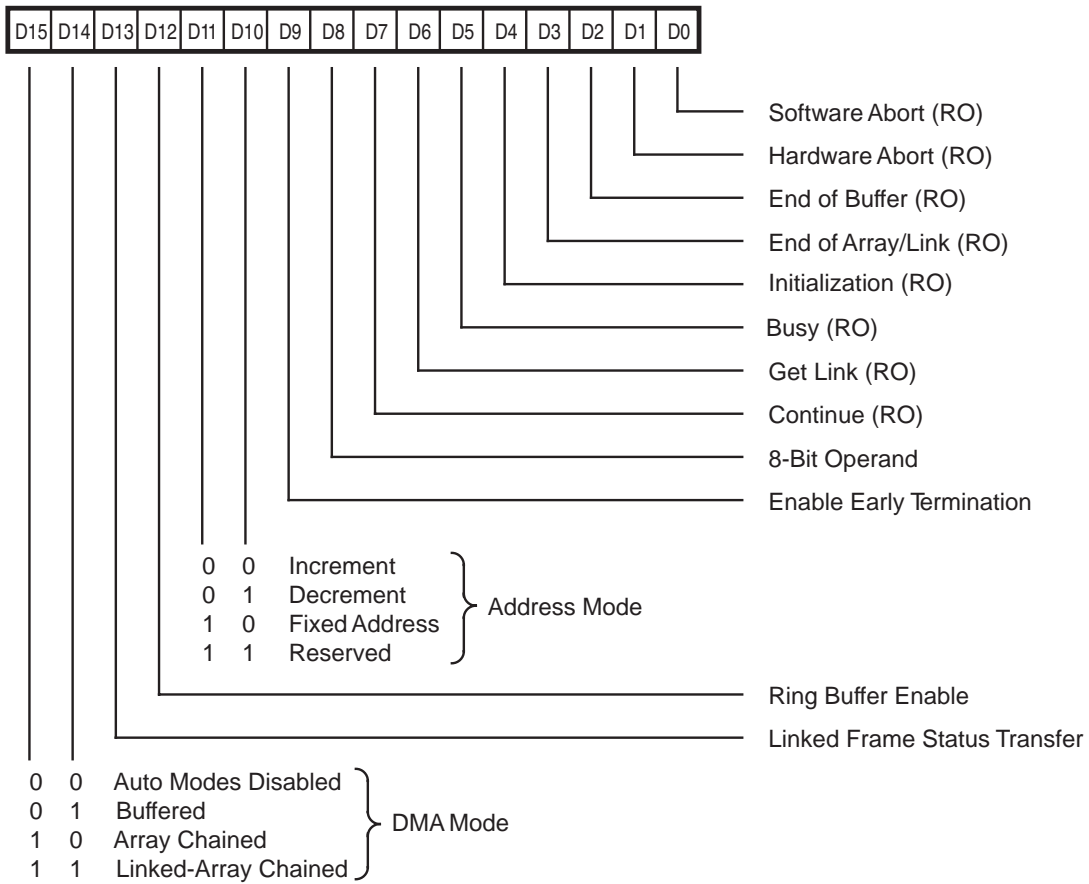 D15 D14 D13 D12 D11 D10 D9 D8 D7 D6 D5 D4 D3 D2 D1 D0
Software Abort (RO)
Hardware Abort (RO)
End of Buffer (RO)
End of Array/Link (RO)
Initialization (RO)
Busy (RO)
Get Link (RO)
Continue (RO)
8-Bit Operand
Enable Early Termination
0 0 Increment
0 1 Decrement
1 0 Fixed Address
1 1 Reserved
Address Mode
Ring Buffer Enable
Linked Frame Status Transfer
0 0 Auto Modes Disabled
0 1 Buffered
1 0 Array Chained
1 1 Linked-Array Chained
DMA Mode